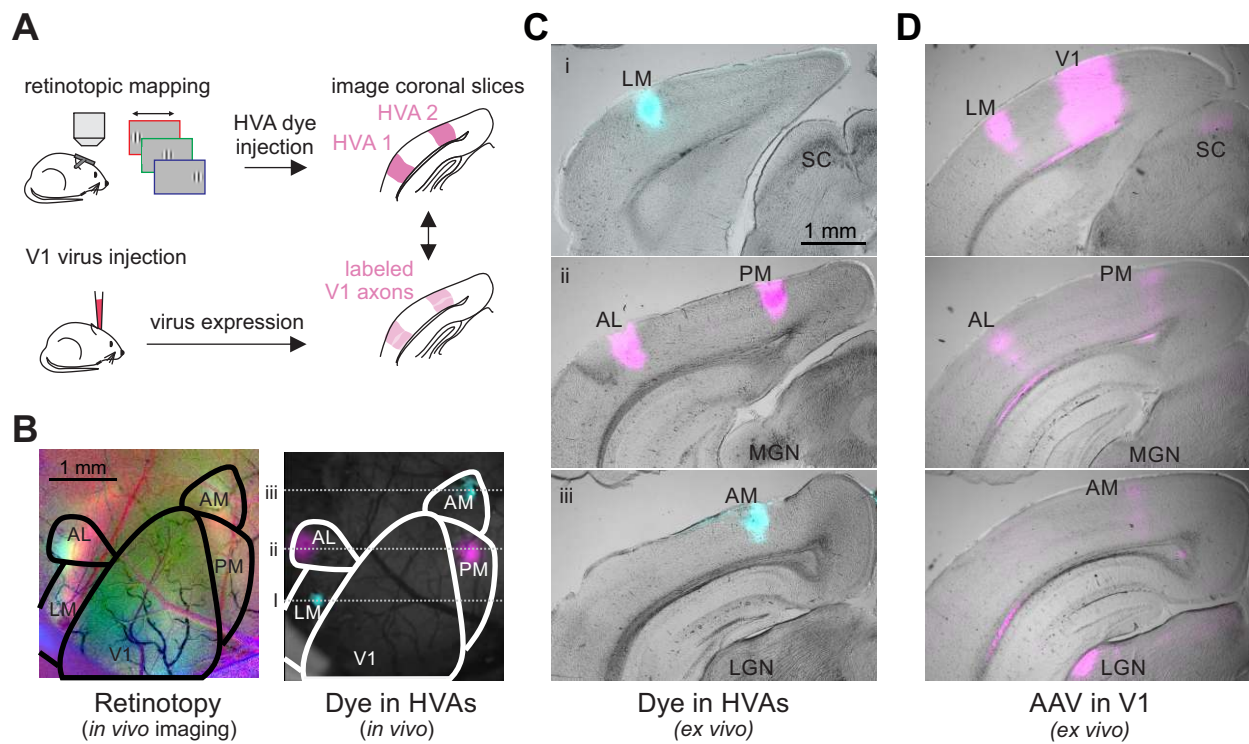 A
retinotopic mapping
HVA dye
injection
image coronal slices
HVA 2
HVA 1
V1 virus injection
virus expression
labeled
V1 axons
B
1 mm
AM
AL
PM
LM
V1
Retinotopy
(in vivo imaging)
iii
ii
I
AM
AL
PM
LM
V1
Dye in HVAs
(in vivo)
C
i
LM
SC
1 mm
ii
PM
AL
MGN
iii
AM
LGN
Dye in HVAs
(ex vivo)
D
V1
LM
SC
PM
AL
MGN
AM
LGN
AAV in V1
(ex vivo)